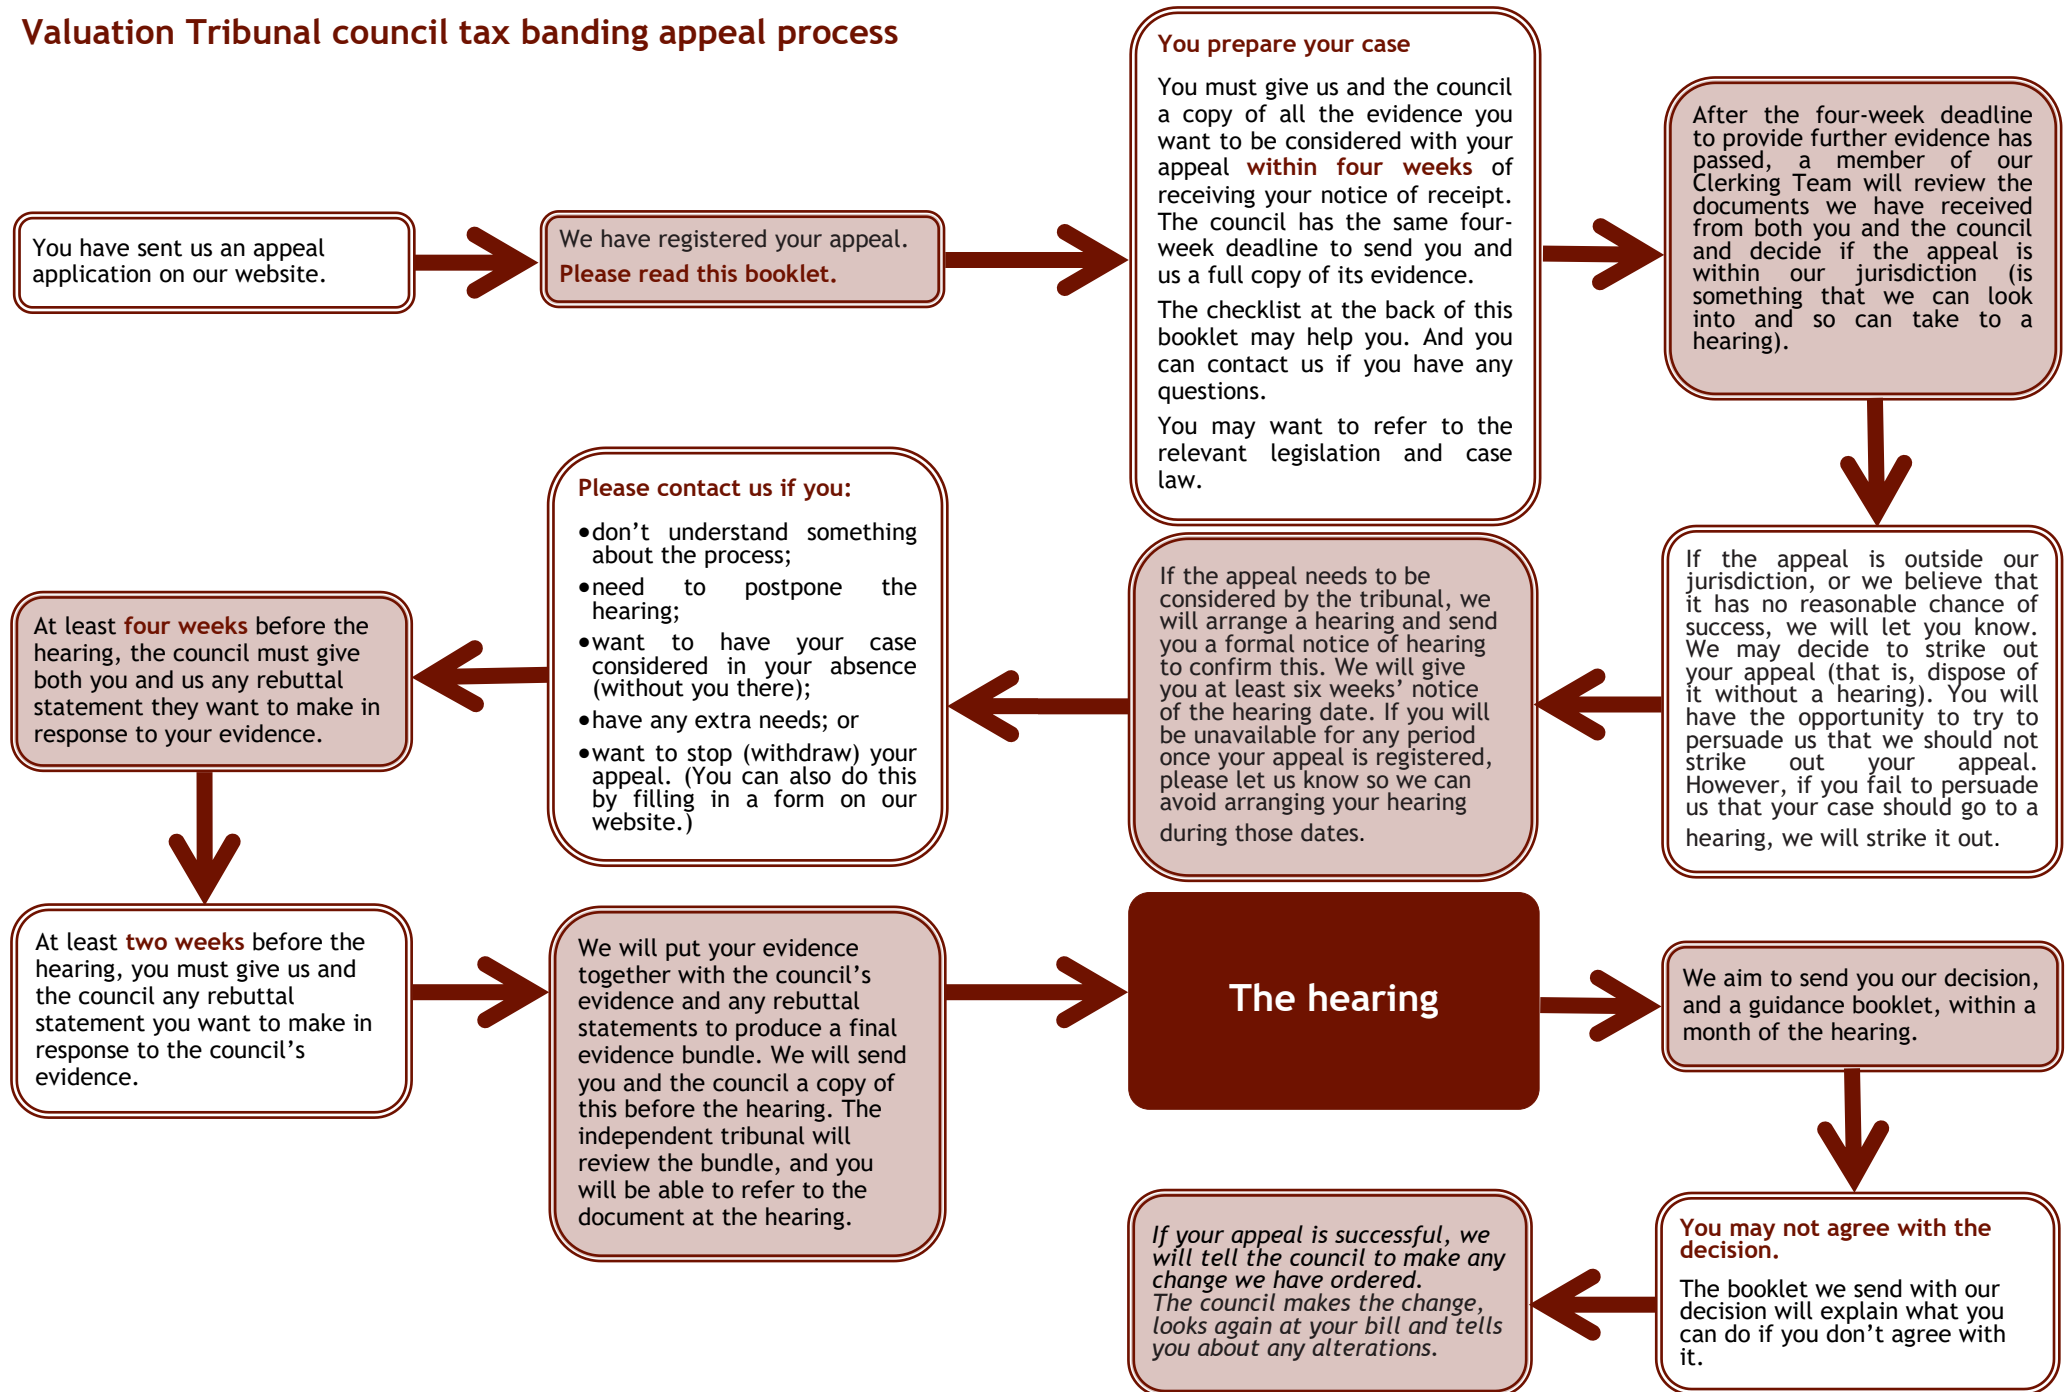 Valuation Tribunal council tax banding appeal process
You have sent us an appeal
application on our website.
We have registered your appeal.
Please read this booklet.
You prepare your case
You must give us and the council
a copy of all the evidence you
want to be considered with your
appeal within four weeks of
receiving your notice of receipt.
The council has the same four-
week deadline to send you and
us a full copy of its evidence.
The checklist at the back of this
booklet may help you. And you
can contact us if you have any
questions.
You may want to refer to the
relevant legislation and case
law.
After the four-week deadline
to provide further evidence has
passed, a member of our
Clerking Team will review the
documents we have received
from both you and the council
and decide if the appeal is
within our jurisdiction (is
something that we can look
into and so can take to a
hearing).
If the appeal is outside our
jurisdiction, or we believe that
it has no reasonable chance of
success, we will let you know.
We may decide to strike out
your appeal (that is, dispose of
it without a hearing). You will
have the opportunity to try to
persuade us that we should not
strike out your appeal.
However, if you fail to persuade
us that your case should go to a
hearing, we will strike it out.
If the appeal needs to be
considered by the tribunal, we
will arrange a hearing and send
you a formal notice of hearing
to confirm this. We will give
you at least six weeks’ notice
of the hearing date. If you will
be unavailable for any period
once your appeal is registered,
please let us know so we can
avoid arranging your hearing
during those dates.
Please contact us if you:
•don’t understand something
about the process;
•need to postpone the
hearing;
•want to have your case
considered in your absence
(without you there);
•have any extra needs; or
•want to stop (withdraw) your
appeal. (You can also do this
by filling in a form on our
website.)
At least four weeks before the
hearing, the council must give
both you and us any rebuttal
statement they want to make in
response to your evidence.
At least two weeks before the
hearing, you must give us and
the council any rebuttal
statement you want to make in
response to the council’s
evidence.
We will put your evidence
together with the council’s
evidence and any rebuttal
statements to produce a final
evidence bundle. We will send
you and the council a copy of
this before the hearing. The
independent tribunal will
review the bundle, and you
will be able to refer to the
document at the hearing.
The hearing
We aim to send you our decision,
and a guidance booklet, within a
month of the hearing.
You may not agree with the
decision.
The booklet we send with our
decision will explain what you
can do if you don’t agree with
it.
If your appeal is successful, we
will tell the council to make any
change we have ordered.
The council makes the change,
looks again at your bill and tells
you about any alterations.